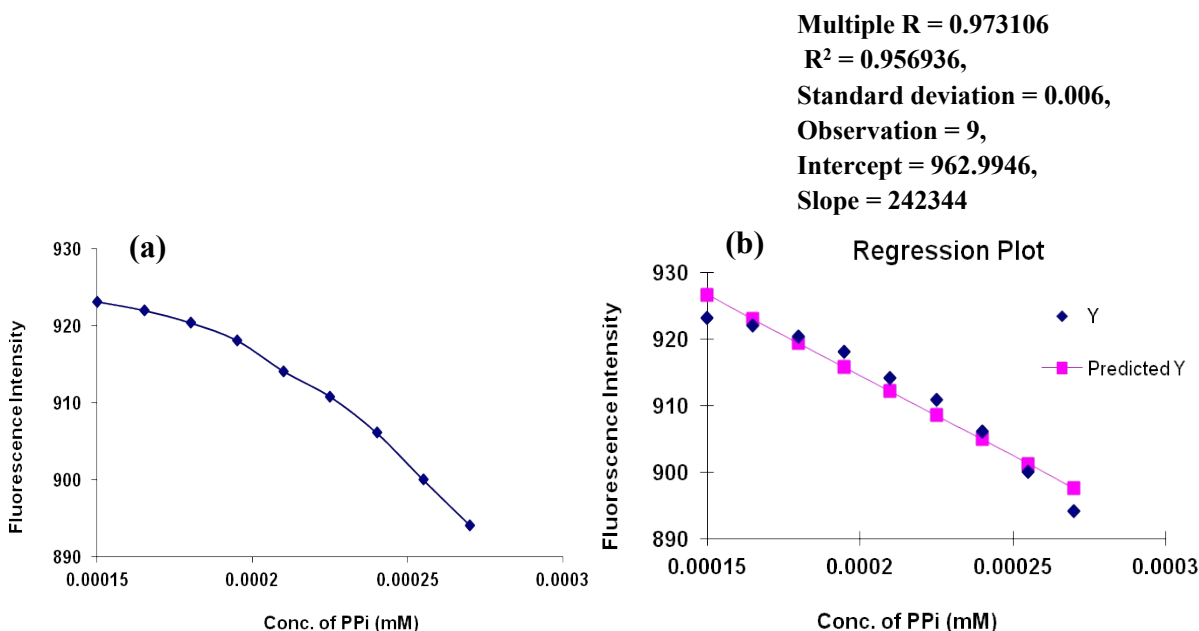 Multiple R = 0.973106
R² = 0.956936,
Standard deviation = 0.006,
Observation = 9,
Intercept = 962.9946,
Slope = 242344
(a)
930
920
910
900
890
0.00015 0.0002 0.00025 0.0003
Fluorescence Intensity
Conc. of PPi (mM)
(b) Regression Plot
930
920
910
900
890
0.00015 0.0002 0.00025 0.0003
Fluorescence Intensity
Conc. of PPi (mM)
Y
Predicted Y